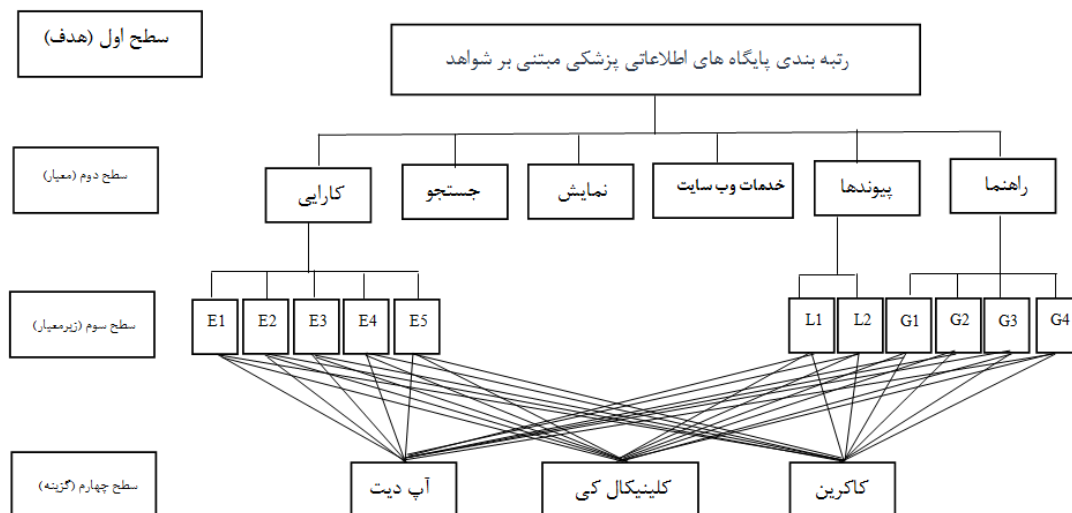 سطح اول (هدف)
رتبه بندی پایگاه های اطلاعاتی پزشکی مبتنی بر شواهد
سطح دوم (معیار)
راهنما
پیوندها
خدمات وب سایت
نمایش
جستجو
کارایی
سطح سوم (زیرمعیار)
E1
E2
E3
E4
E5
L1
L2
G1
G2
G3
G4
سطح چهارم (گزینه)
کاکرین
کلینیکال کی
آپ دیت